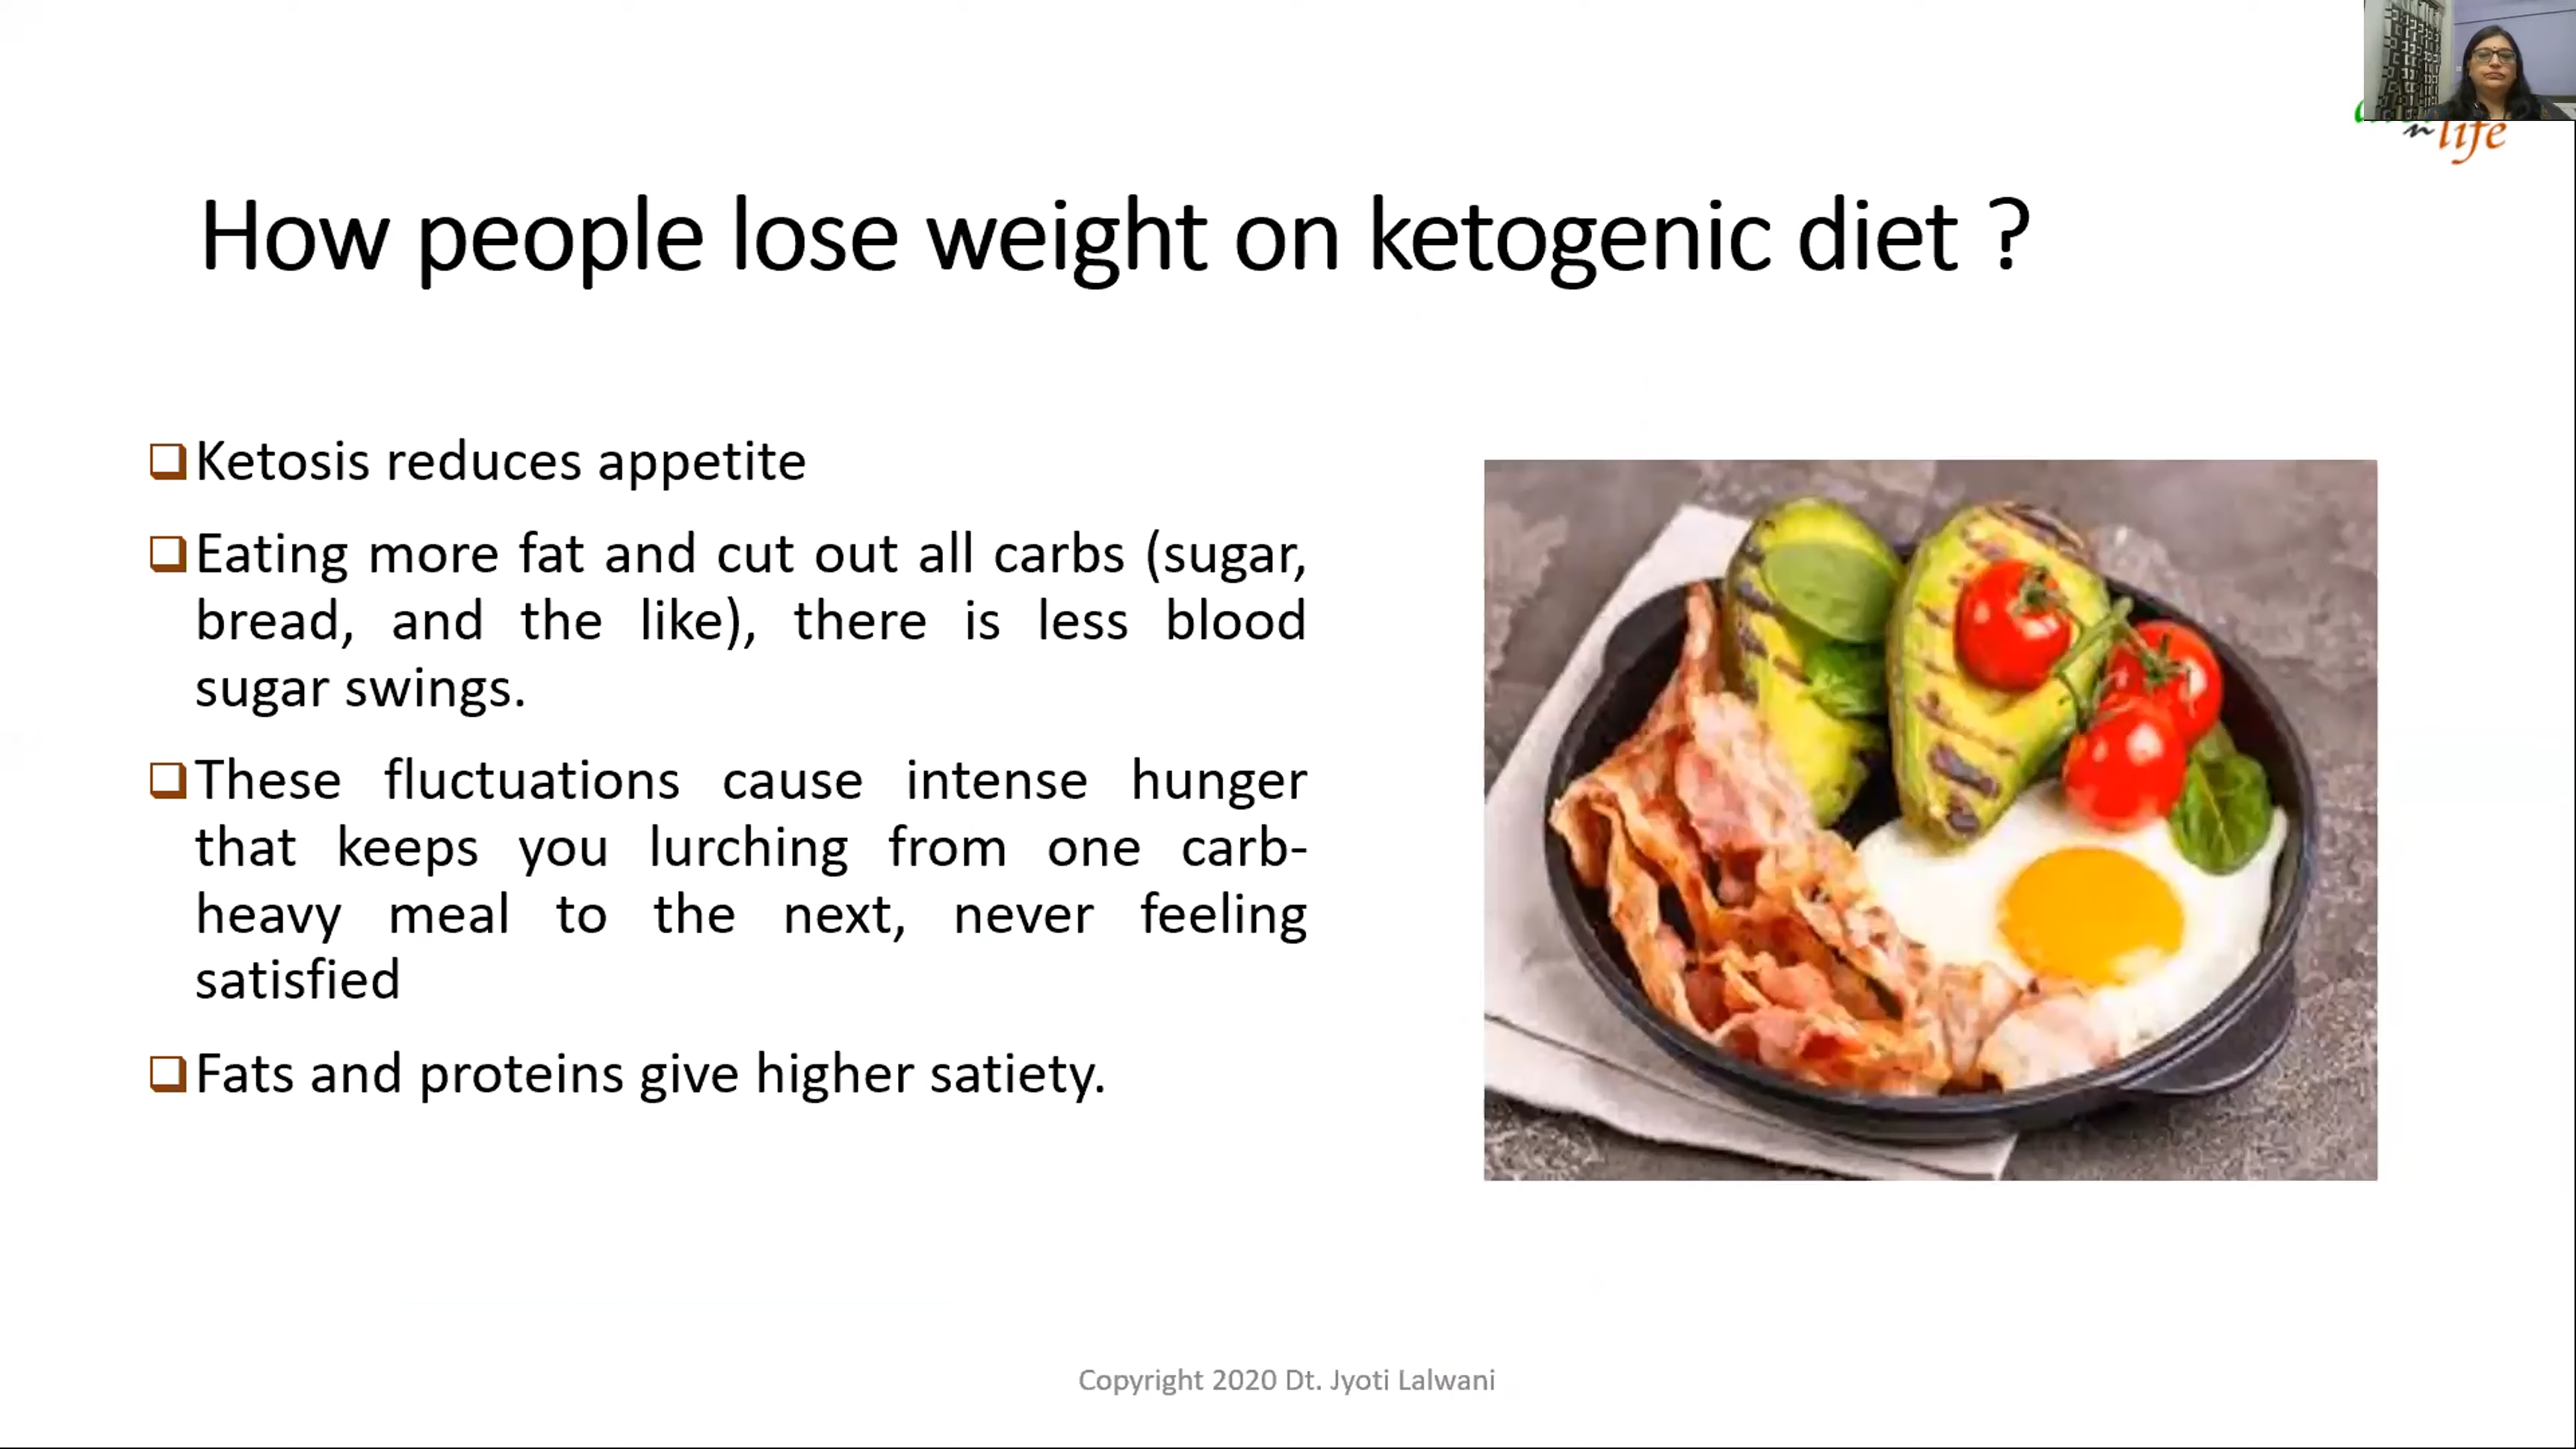 n life
How people lose weight on ketogenic diet ?
Ketosis reduces appetite
Eating more fat and cut out all carbs (sugar,
bread, and the like), there is less blood
sugar swings.
These fluctuations cause intense hunger
that keeps you lurching from one carb-
heavy meal to the next, never feeling
satisfied
Fats and proteins give higher satiety.
Copyright 2020 Dt. Jyoti Lalwani